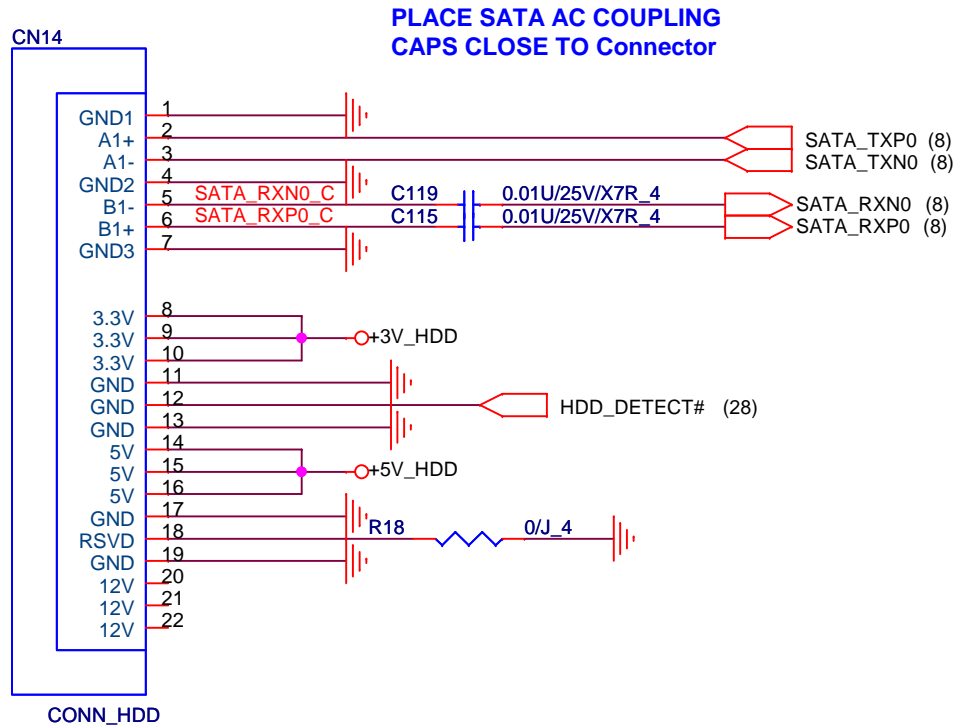 PLACE SATA AC COUPLING
CAPS CLOSE TO Connector
CN14
GND1 1
A1+ 2 SATA_TXP0 (8)
A1- 3 SATA_TXN0 (8)
GND2 4
B1- 5 SATA_RXN0_C C119 0.01U/25V/X7R_4 SATA_RXN0 (8)
B1+ 6 SATA_RXP0_C C115 0.01U/25V/X7R_4 SATA_RXP0 (8)
GND3 7
3.3V 8
3.3V 9 +3V_HDD
3.3V 10
GND 11
GND 12 HDD_DETECT# (28)
GND 13
5V 14
5V 15 +5V_HDD
5V 16
GND 17
RSVD 18 R18 0/J_4
GND 19
12V 20
12V 21
12V 22
CONN_HDD